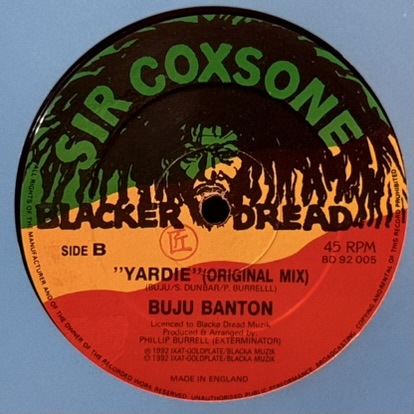 SIR COXSONE
BLACKER DREAD
SIDE B
匠
45 RPM
BD 92 005
"YARDIE" (ORIGINAL MIX)
(BUJU/S. DUNBAR/P. BURRELLL)
BUJU BANTON
Licenced to Blacka Dread Muzik
Produced & Arranged by:
PHILLIP BURRELL (EXTERMINATOR)
℗ 1992 IXAT-GOLDPLATE/BLACKA MUZIK
© 1992 IXAT-GOLDPLATE/BLACKA MUZIK
MADE IN ENGLAND
ALL RIGHTS OF THE MANUFACTURER AND OF THE OWNER OF THE RECORDED WORK RESERVED. UNAUTHORISED PUBLIC PERFORMANCE, BROADCASTING, COPYING AND RENTAL OF THIS RECORD PROHIBITED